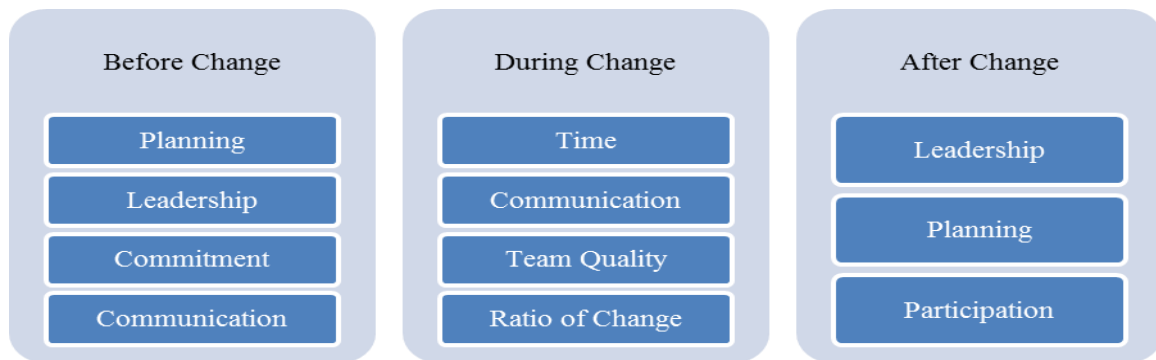 Before Change
Planning
Leadership
Commitment
Communication
During Change
Time
Communication
Team Quality
Ratio of Change
After Change
Leadership
Planning
Participation